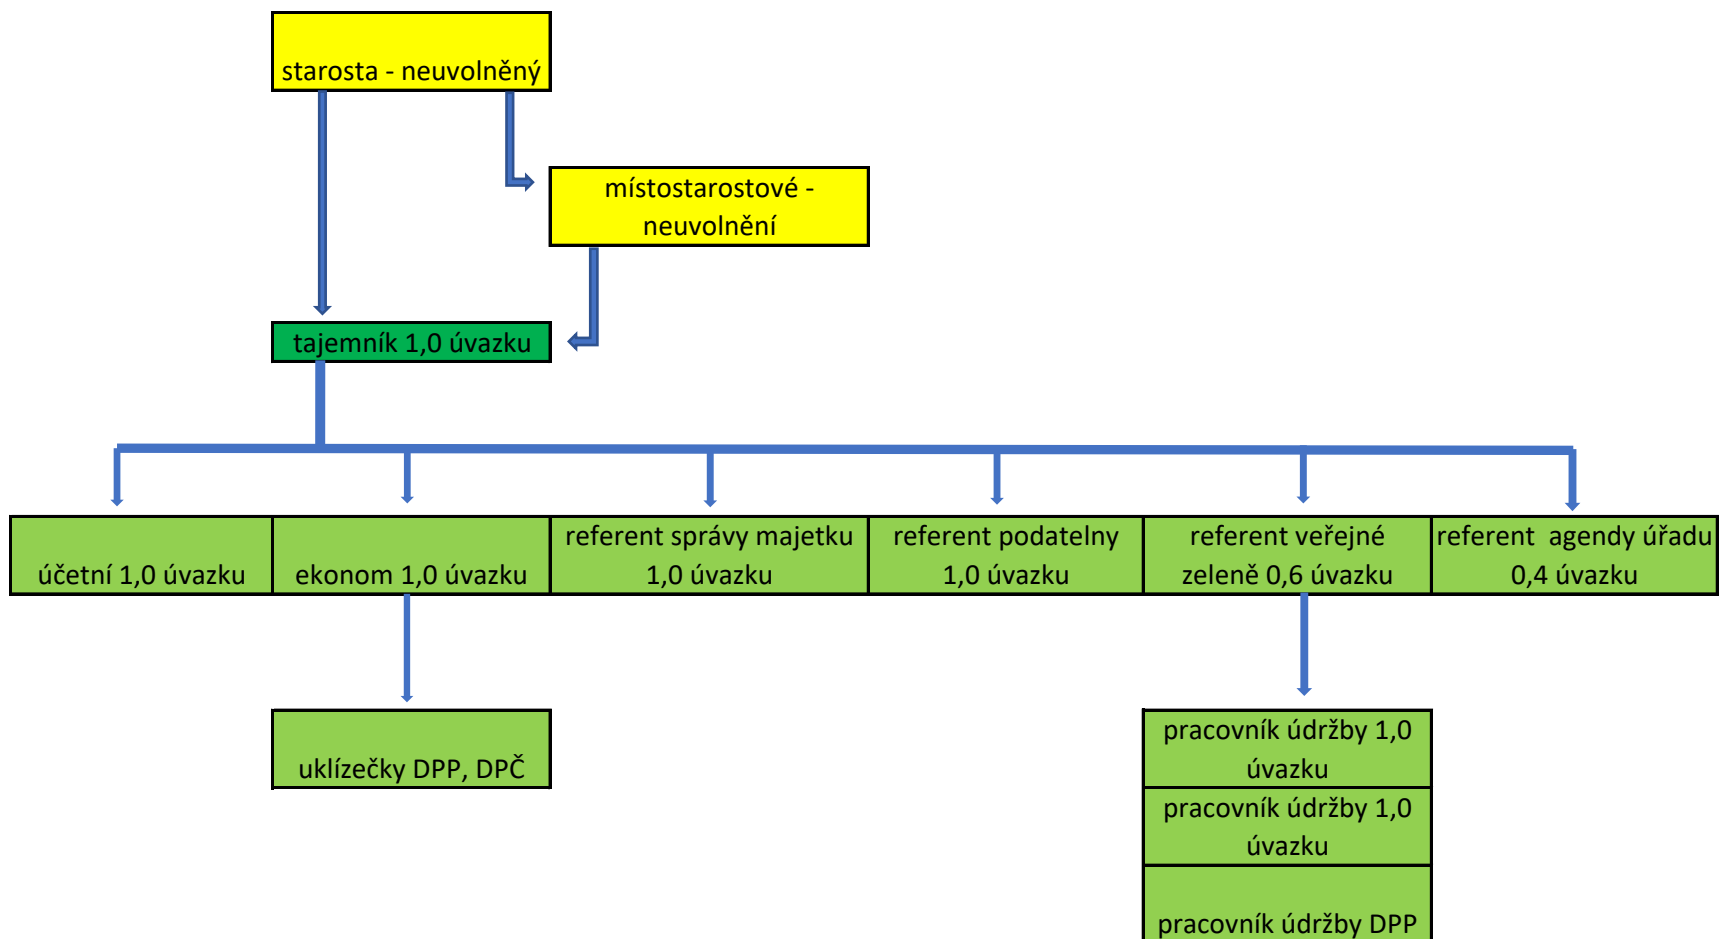 starosta - neuvolněný
místostarostové -
neuvolnění
tajemník 1,0 úvazku
účetní 1,0 úvazku
ekonom 1,0 úvazku
referent správy majetku
1,0 úvazku
referent podatelny
1,0 úvazku
referent veřejné
zeleně 0,6 úvazku
referent  agendy úřadu
0,4 úvazku
uklízečky DPP, DPČ
pracovník údržby 1,0
úvazku
pracovník údržby 1,0
úvazku
pracovník údržby DPP